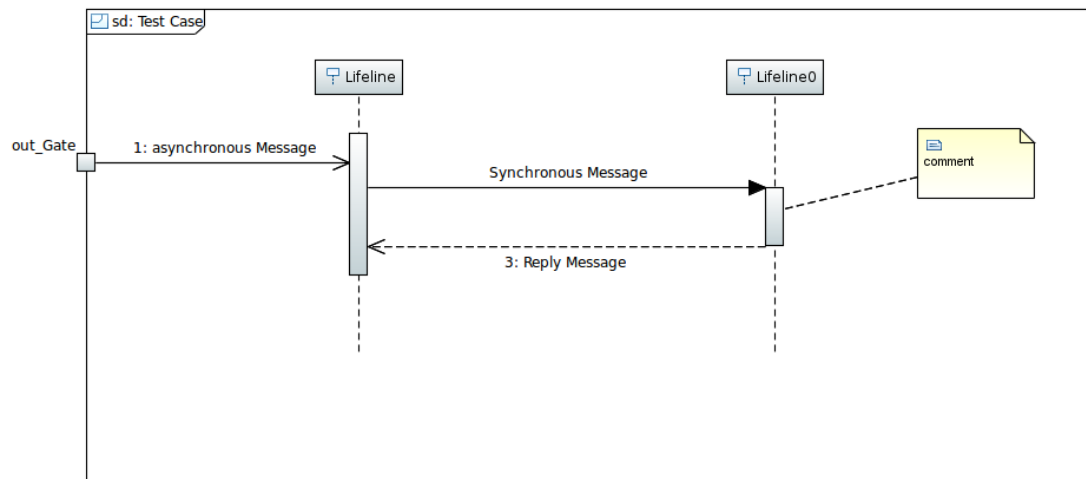 sd: Test Case
Lifeline
Lifeline0
out_Gate
1: asynchronous Message
comment
Synchronous Message
3: Reply Message